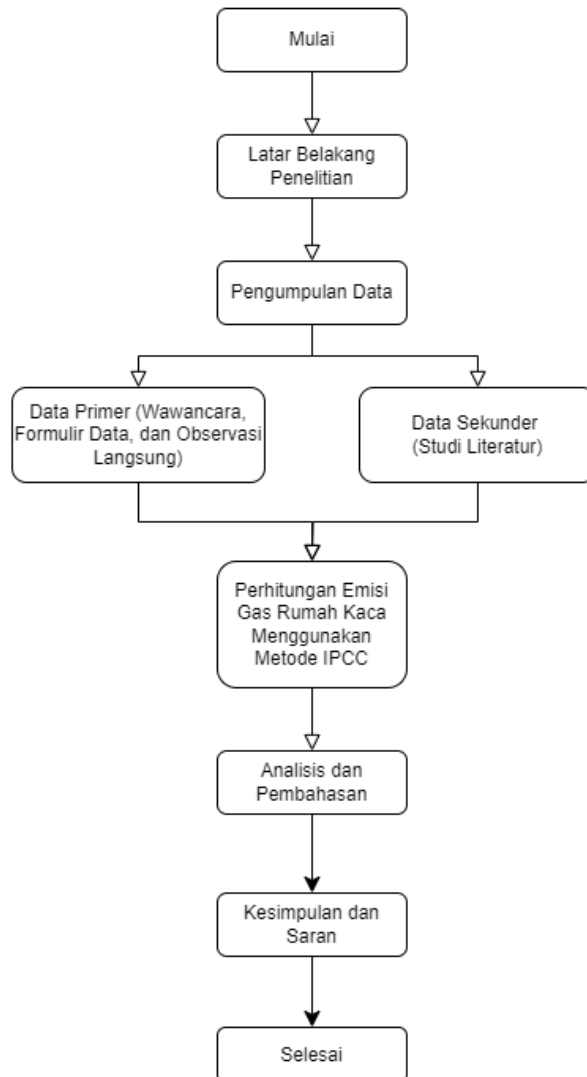 Mulai
Latar Belakang
Penelitian
Pengumpulan Data
Data Primer (Wawancara,
Formulir Data, dan Observasi
Langsung)
Data Sekunder
(Studi Literatur)
Perhitungan Emisi
Gas Rumah Kaca
Menggunakan
Metode IPCC
Analisis dan
Pembahasan
Kesimpulan dan
Saran
Selesai